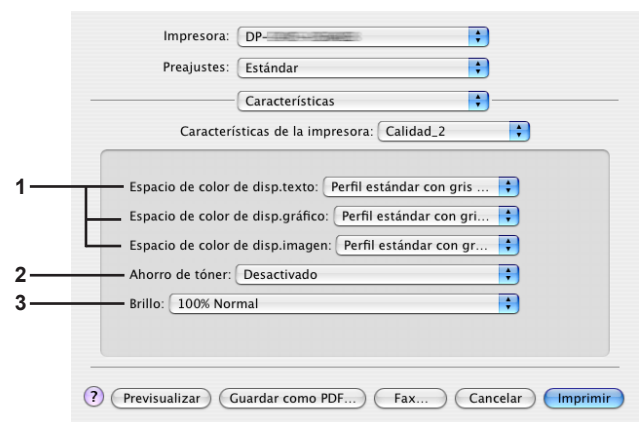 Impresora: DP-
Preajustes: Estándar
Características
Características de la impresora: Calidad_2
1 Espacio de color de disp.texto: Perfil estándar con gris ...
Espacio de color de disp.gráfico: Perfil estándar con gri...
Espacio de color de disp.imagen: Perfil estándar con gr...
2 Ahorro de tóner: Desactivado
3 Brillo: 100% Normal
? Previsualizar Guardar como PDF... Fax... Cancelar Imprimir